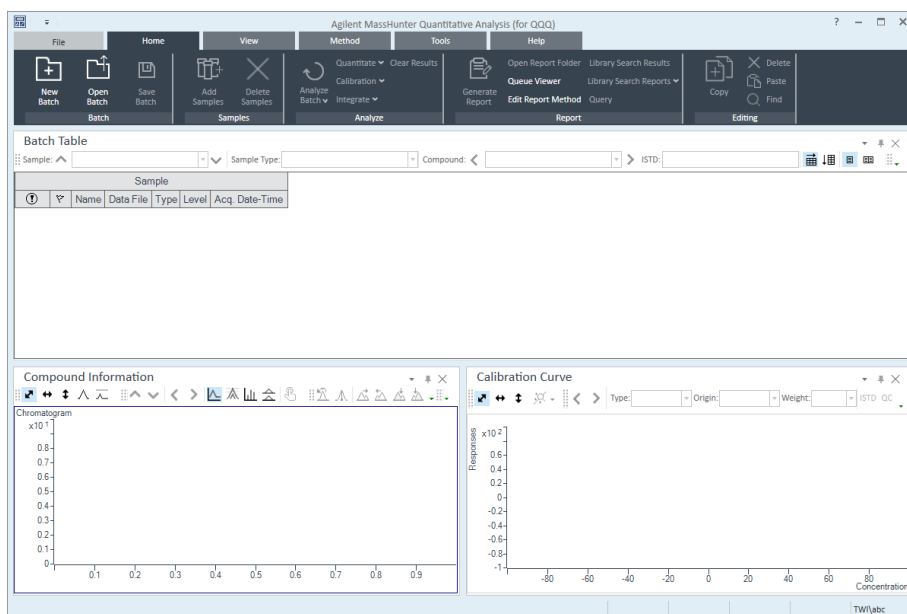 Agilent MassHunter Quantitative Analysis (for QQQ)
File Home View Method Tools Help
New Batch Open Batch Save Batch
Batch
Add Samples Delete Samples
Samples
Analyze Batch Quantitate Clear Results
Calibration
Integrate
Analyze
Generate Report Open Report Folder Library Search Results
Queue Viewer Library Search Reports
Edit Report Method Query
Report
Copy Delete
Paste
Find
Editing
Batch Table
Sample: Sample Type: Compound: ISTD:
Sample
Name Data File Type Level Acq. Date-Time
Compound Information
Chromatogram
x10 1
0.8
0.7
0.6
0.5
0.4
0.3
0.2
0.1
0
0.1 0.2 0.3 0.4 0.5 0.6 0.7 0.8 0.9
Calibration Curve
Type: Origin: Weight: ISTD QC
Responses
x10 2
0.6
0.4
0.2
0
-0.2
-0.4
-0.6
-0.8
-1
-80 -60 -40 -20 0 20 40 60 80
Concentration
TWI\abc